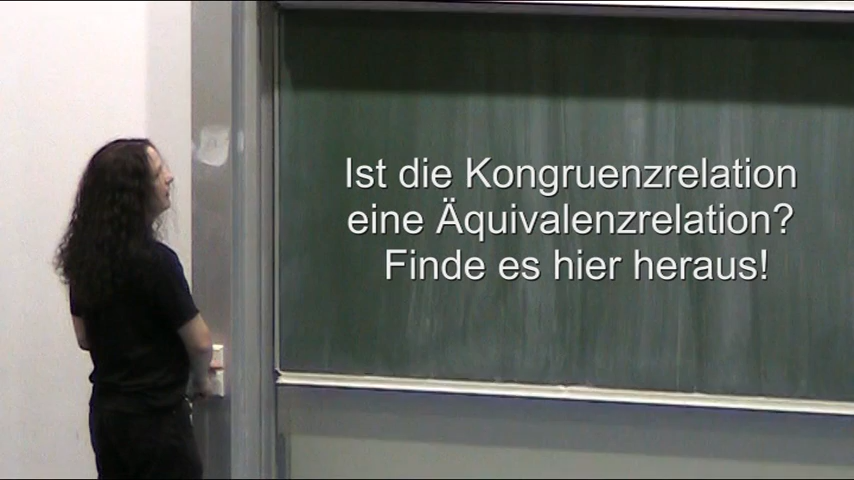 Ist die Kongruenzrelation
eine Äquivalenzrelation?
Finde es hier heraus!